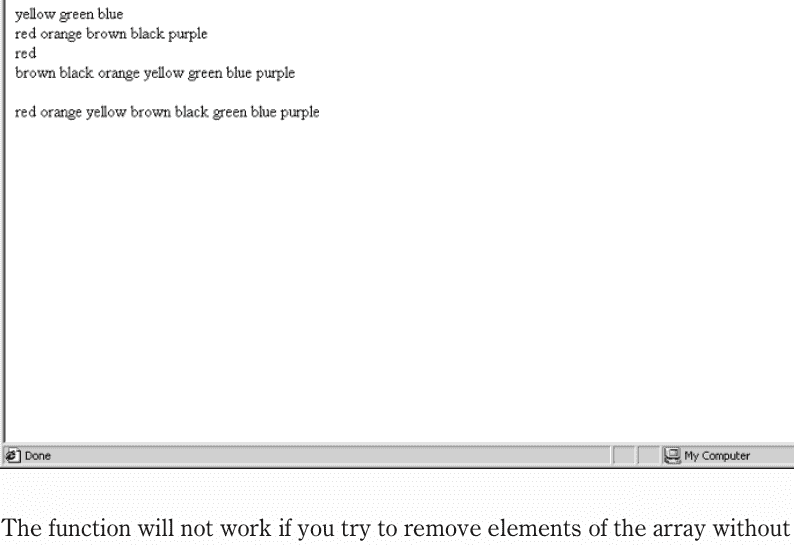 yellow green blue
red orange brown black purple
red
brown black orange yellow green blue purple
red orange yellow brown black green blue purple
Done
My Computer
The function will not work if you try to remove elements of the array without